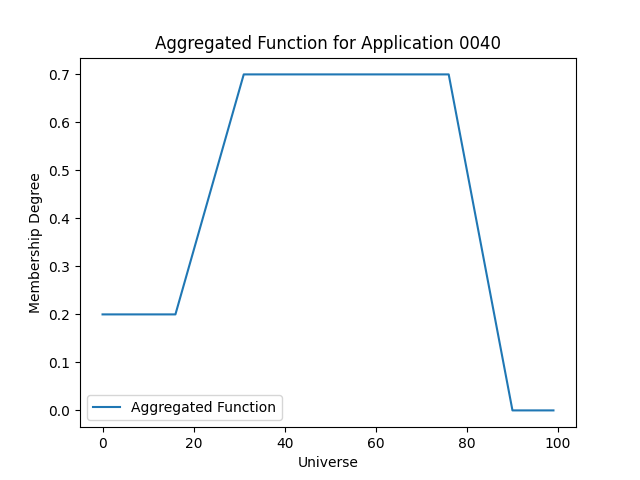 Aggregated Function for Application 0040
Membership Degree
0.7
0.6
0.5
0.4
0.3
0.2
0.1
0.0
Aggregated Function
0 20 40 60 80 100
Universe